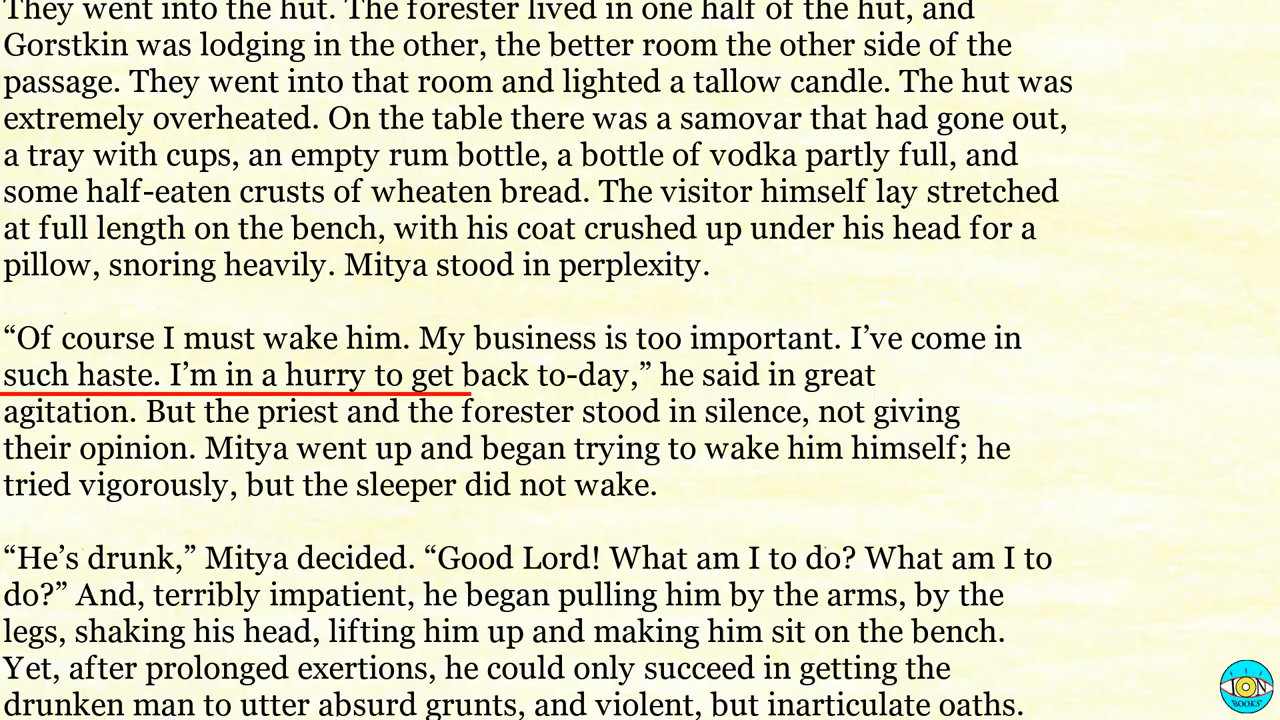 They went into the hut. The forester lived in one half of the hut, and
Gorstkin was lodging in the other, the better room the other side of the
passage. They went into that room and lighted a tallow candle. The hut was
extremely overheated. On the table there was a samovar that had gone out,
a tray with cups, an empty rum bottle, a bottle of vodka partly full, and
some half-eaten crusts of wheaten bread. The visitor himself lay stretched
at full length on the bench, with his coat crushed up under his head for a
pillow, snoring heavily. Mitya stood in perplexity.
“Of course I must wake him. My business is too important. I’ve come in
such haste. I’m in a hurry to get back to-day,” he said in great
agitation. But the priest and the forester stood in silence, not giving
their opinion. Mitya went up and began trying to wake him himself; he
tried vigorously, but the sleeper did not wake.
“He’s drunk,” Mitya decided. “Good Lord! What am I to do? What am I to
do?” And, terribly impatient, he began pulling him by the arms, by the
legs, shaking his head, lifting him up and making him sit on the bench.
Yet, after prolonged exertions, he could only succeed in getting the
drunken man to utter absurd grunts, and violent, but inarticulate oaths.
ION
BOOKS